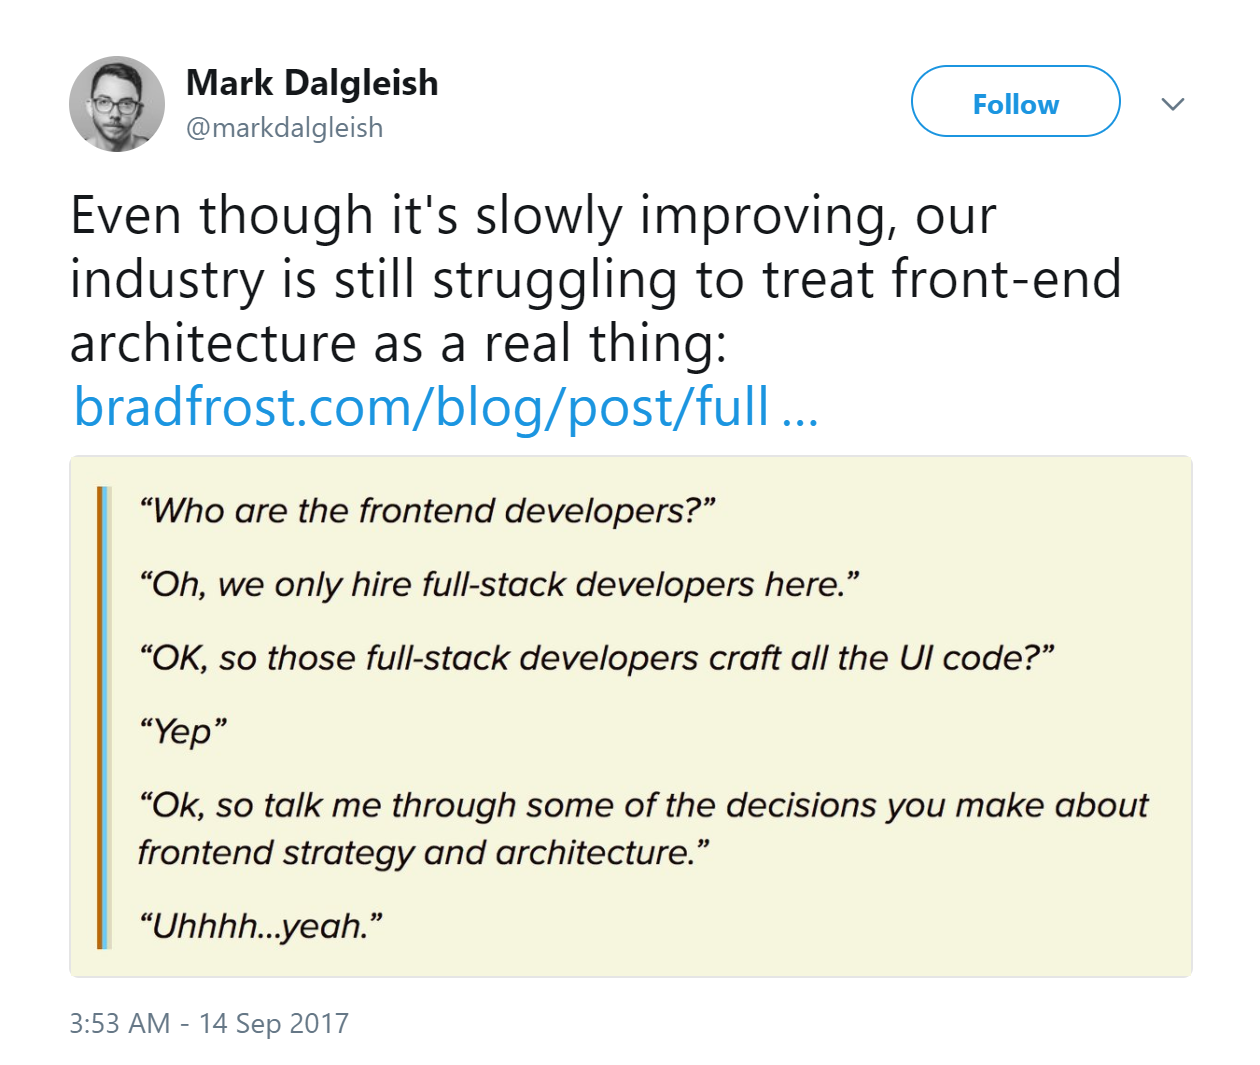 Mark Dalgleish
@markdalgleish
Follow
Even though it's slowly improving, our
industry is still struggling to treat front-end
architecture as a real thing:
bradfrost.com/blog/post/full …
“Who are the frontend developers?”
“Oh, we only hire full-stack developers here.”
“OK, so those full-stack developers craft all the UI code?”
“Yep”
“Ok, so talk me through some of the decisions you make about
frontend strategy and architecture.”
“Uhhhh...yeah.”
3:53 AM - 14 Sep 2017